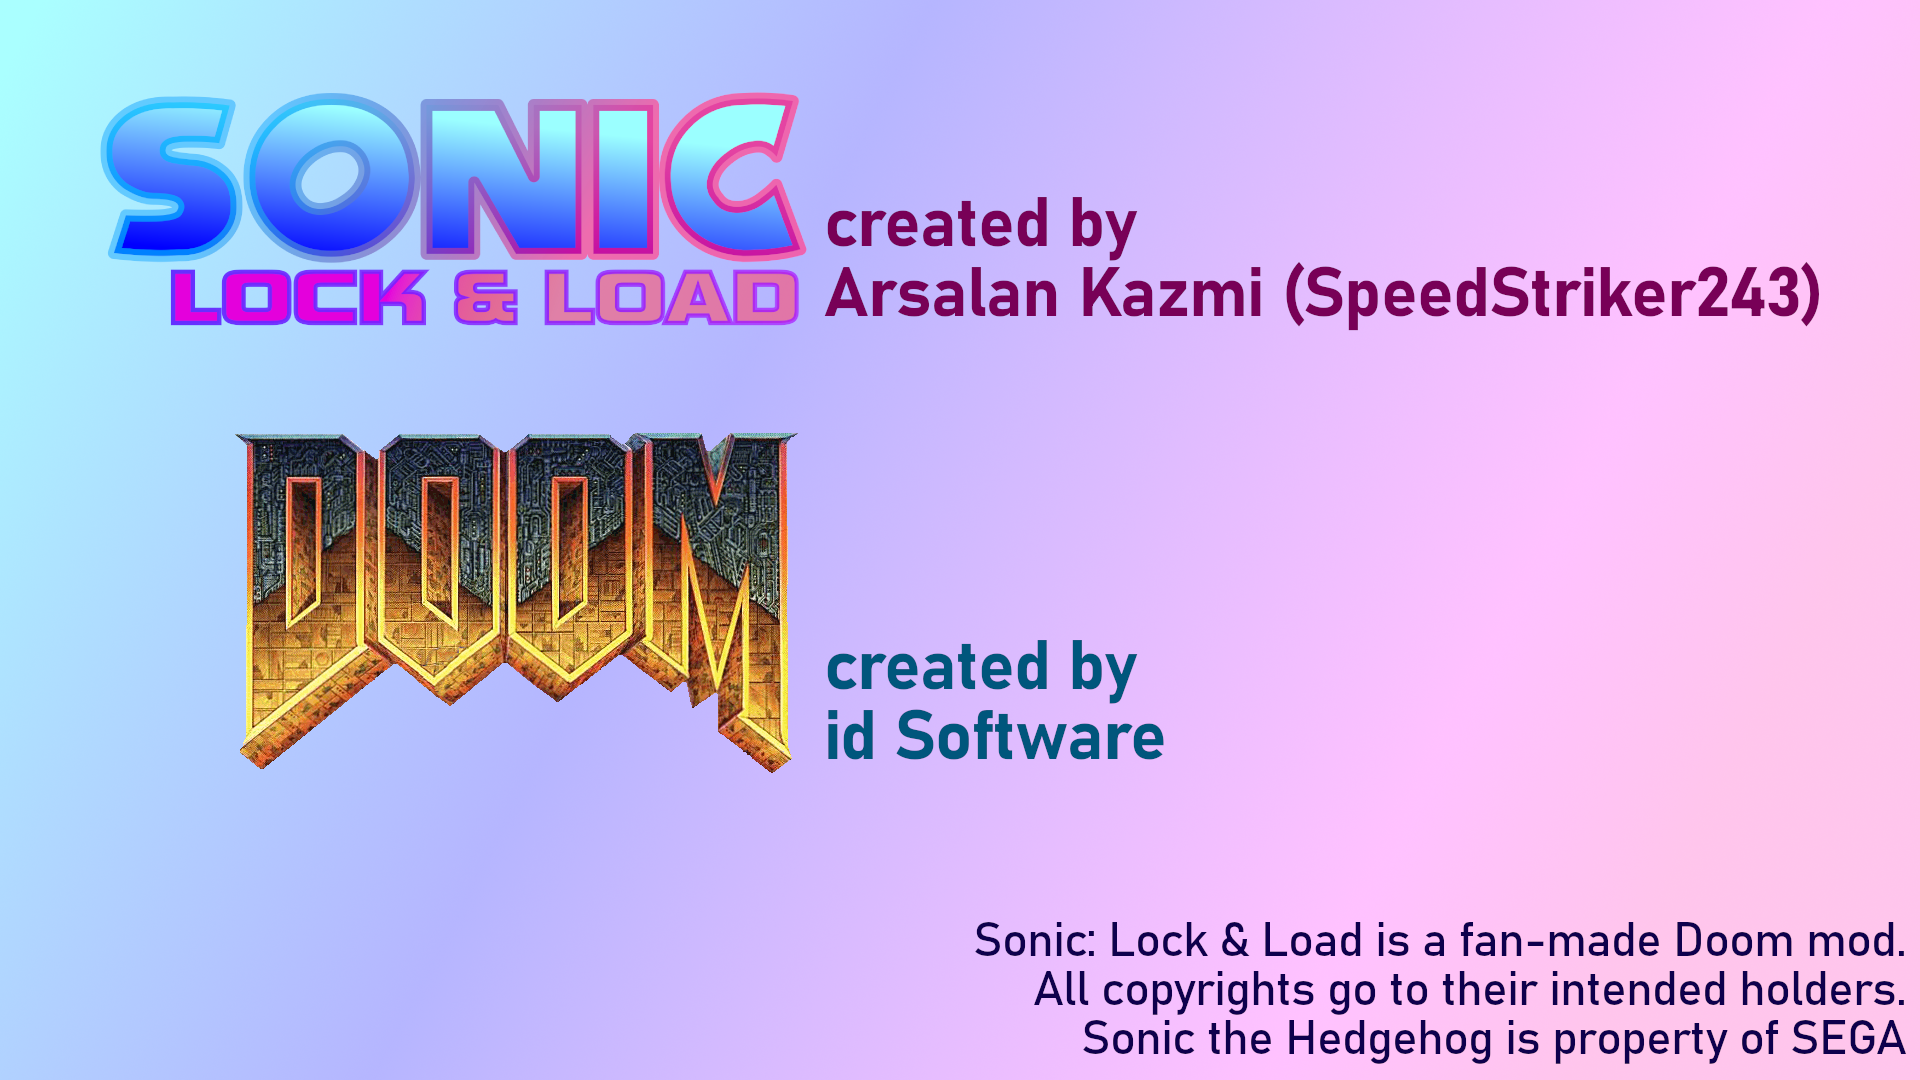 SONIC
LOCK & LOAD
created by
Arsalan Kazmi (SpeedStriker243)
DOOM
created by
id Software
Sonic: Lock & Load is a fan-made Doom mod.
All copyrights go to their intended holders.
Sonic the Hedgehog is property of SEGA